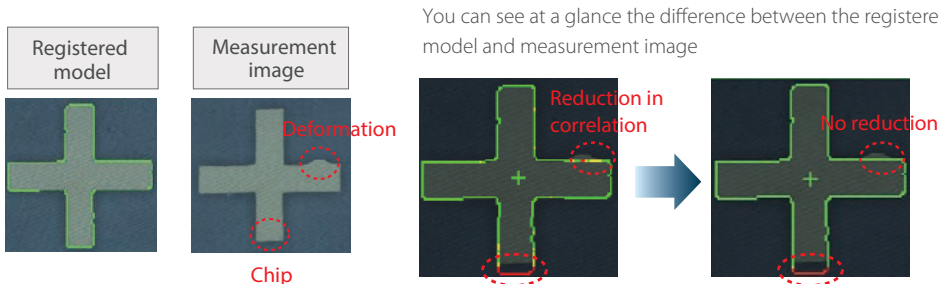 You can see at a glance the difference between the registere
model and measurement image
Registered
model
Measurement
image
Deformation
Chip
Reduction in
correlation
No reduction